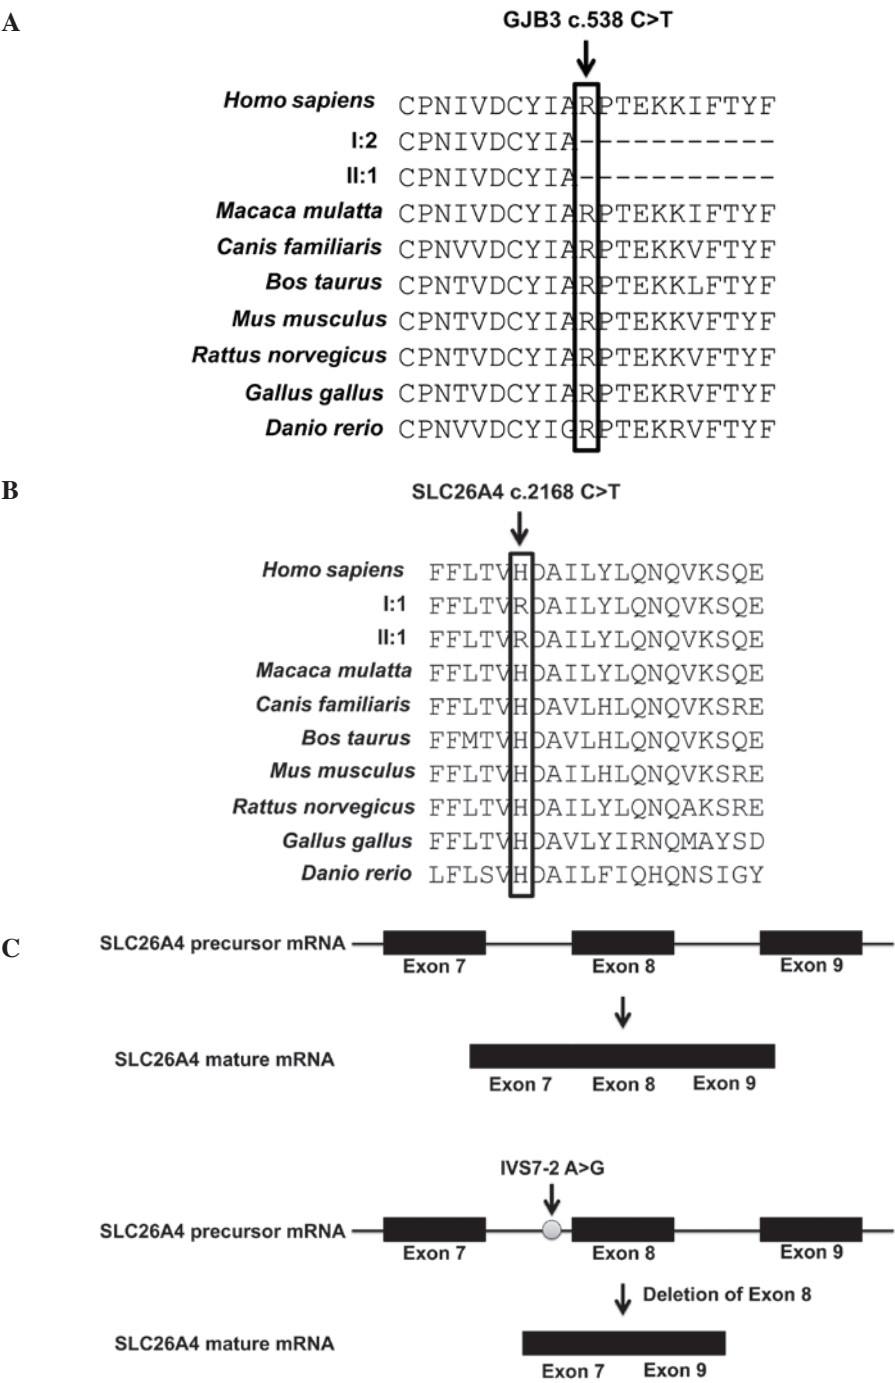 A
GJB3 c.538 C>T
Homo sapiens CPNIVDCYIARPTEKKIFTYF
I:2 CPNIVDCYIA-----------
II:1 CPNIVDCYIA-----------
Macaca mulatta CPNIVDCYIARPTEKKIFTYF
Canis familiaris CPNVVDCYIARPTEKKVFTYF
Bos taurus CPNTVDCYIARPTEKKLFTYF
Mus musculus CPNTVDCYIARPTEKKVFTYF
Rattus norvegicus CPNTVDCYIARPTEKKVFTYF
Gallus gallus CPNTVDCYIARPTEKRVFTYF
Danio rerio CPNVVDCYIGRPTEKRVFTYF
B
SLC26A4 c.2168 C>T
Homo sapiens FFLTVHDAILYLQNQVKSQE
I:1 FFLTVRDAILYLQNQVKSQE
II:1 FFLTVRDAILYLQNQVKSQE
Macaca mulatta FFLTVHDAILYLQNQVKSQE
Canis familiaris FFLTVHDAVLHLQNQVKSRE
Bos taurus FFMTVHDAVLHLQNQVKSQE
Mus musculus FFLTVHDAILHLQNQVKSRE
Rattus norvegicus FFLTVHDAILYLQNQAKSRE
Gallus gallus FFLTVHDAVLYIRNQMAYSD
Danio rerio LFLSVHDAILFIQHQNSIGY
C
SLC26A4 precursor mRNA
Exon 7 Exon 8 Exon 9
SLC26A4 mature mRNA
Exon 7 Exon 8 Exon 9
IVS7-2 A>G
SLC26A4 precursor mRNA
Exon 7 Exon 8 Exon 9
Deletion of Exon 8
SLC26A4 mature mRNA
Exon 7 Exon 9